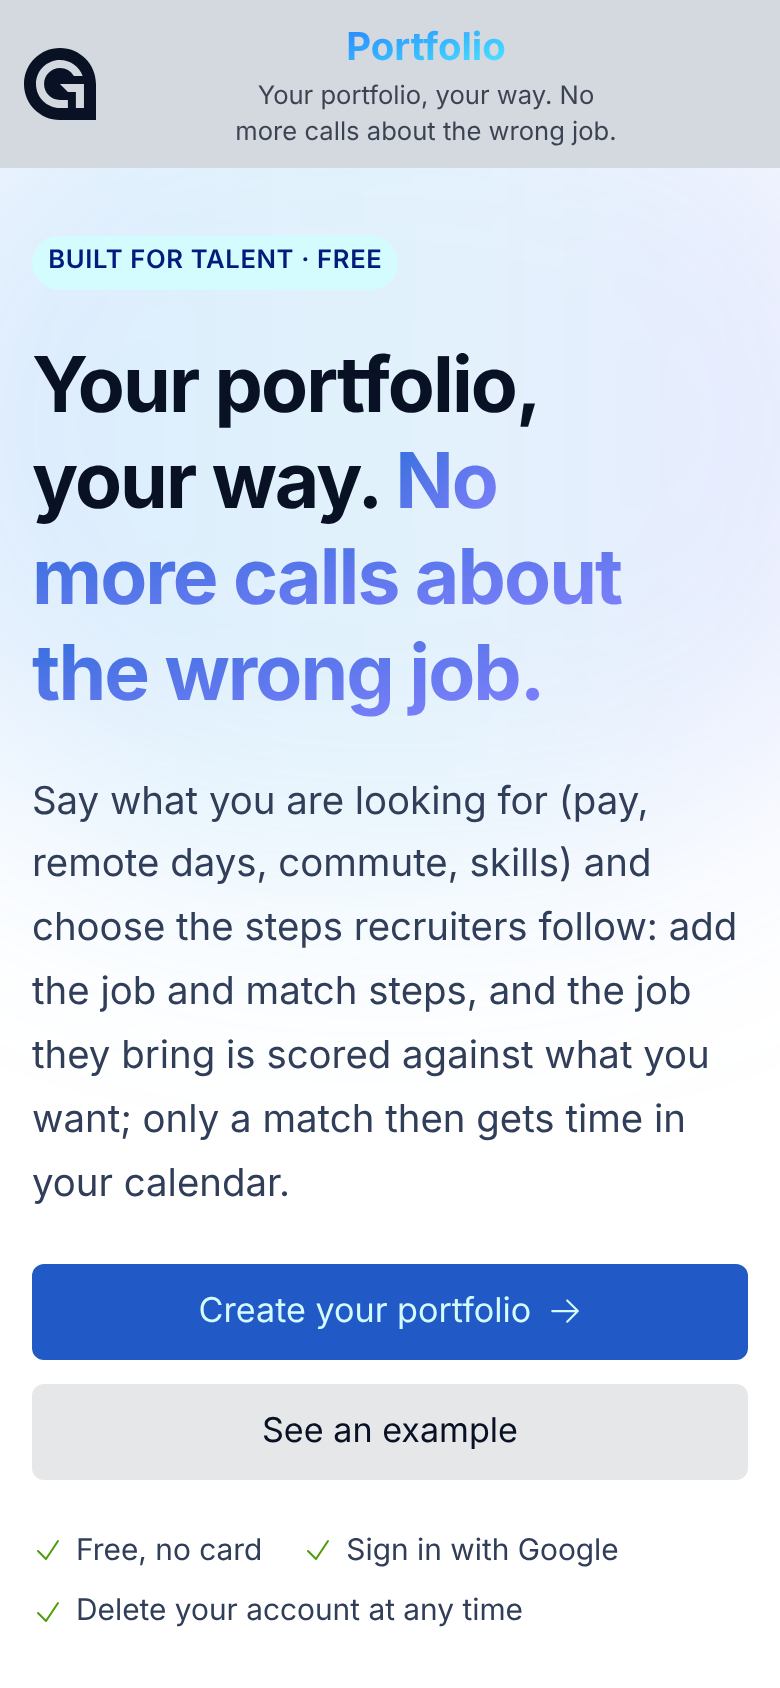 Portfolio
Your portfolio, your way. No
more calls about the wrong job.
BUILT FOR TALENT · FREE
Your portfolio,
your way. No
more calls about
the wrong job.
Say what you are looking for (pay,
remote days, commute, skills) and
choose the steps recruiters follow: add
the job and match steps, and the job
they bring is scored against what you
want; only a match then gets time in
your calendar.
Create your portfolio →
See an example
Free, no card
Sign in with Google
Delete your account at any time